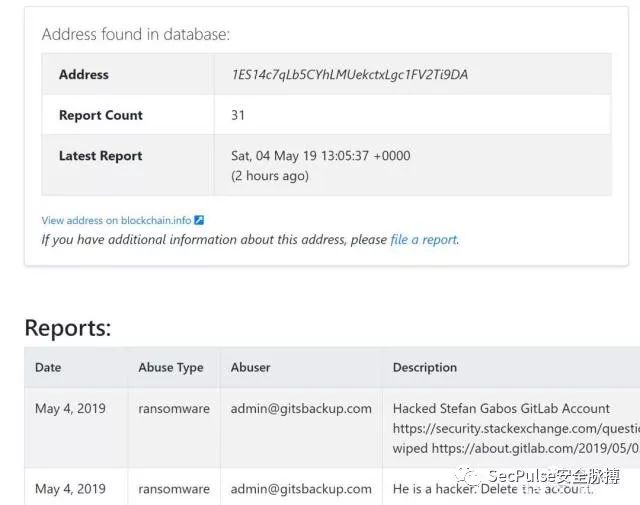 Address found in database:
Address 1ES14c7qLb5CYhLMUekctxLgc1FV2Ti9DA
Report Count 31
Latest Report Sat, 04 May 19 13:05:37 +0000
(2 hours ago)
View address on blockchain.info
If you have additional information about this address, please file a report.
Reports:
Date Abuse Type Abuser Description
May 4, 2019 ransomware admin@gitsbackup.com Hacked Stefan Gabos GitLab Account
https://security.stackexchange.com/questio
wiped https://about.gitlab.com/2019/05/0
SecPulse安全脉搏
May 4, 2019 ransomware admin@gitsbackup.com He is a hacker. Delete the account.